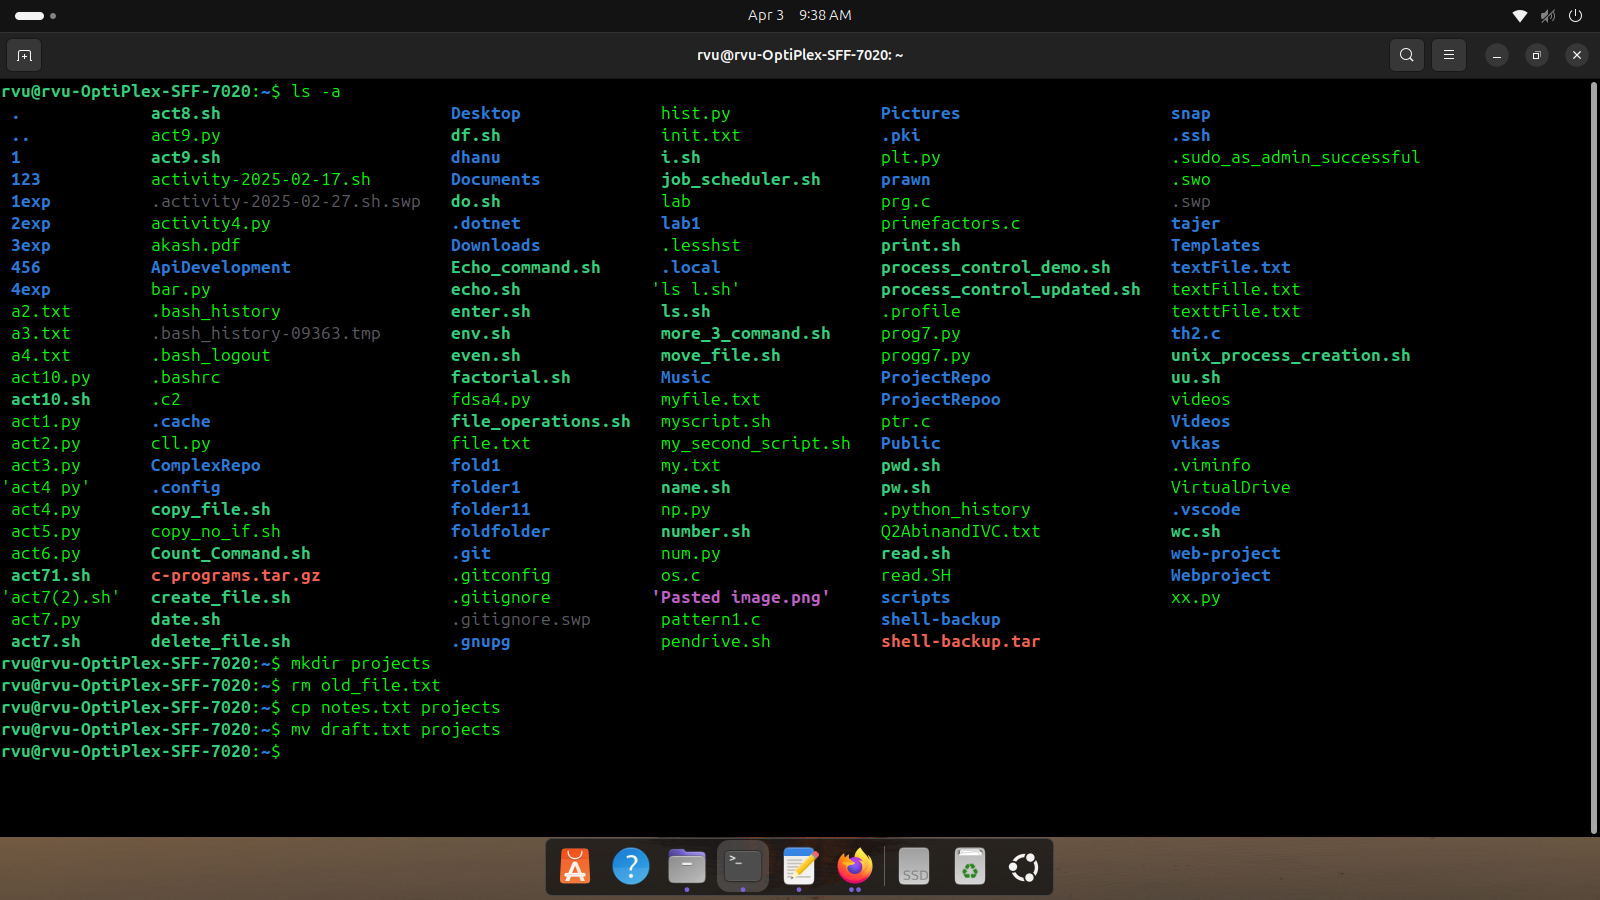 Apr 3 9:38 AM
rvu@rvu-OptiPlex-SFF-7020: ~
rvu@rvu-OptiPlex-SFF-7020:~$ ls -a
. act8.sh Desktop hist.py Pictures snap
.. act9.py df.sh init.txt .pki .ssh
1 act9.sh dhanu i.sh plt.py .sudo_as_admin_successful
123 activity-2025-02-17.sh Documents job_scheduler.sh prawn .swo
1exp .activity-2025-02-27.sh.swp do.sh lab prg.c .swp
2exp activity4.py .dotnet lab1 primefactors.c tajer
3exp akash.pdf Downloads .lesshst print.sh Templates
456 ApiDevelopment Echo_command.sh .local process_control_demo.sh textFile.txt
4exp bar.py echo.sh 'ls l.sh' process_control_updated.sh textFille.txt
a2.txt .bash_history enter.sh ls.sh .profile texttFile.txt
a3.txt .bash_history-09363.tmp env.sh more_3_command.sh prog7.py th2.c
a4.txt .bash_logout even.sh move_file.sh progg7.py unix_process_creation.sh
act10.py .bashrc factorial.sh Music ProjectRepo uu.sh
act10.sh .c2 fdsa4.py myfile.txt ProjectRepoo videos
act1.py .cache file_operations.sh myscript.sh ptr.c Videos
act2.py cll.py file.txt my_second_script.sh Public vikas
act3.py ComplexRepo fold1 my.txt pwd.sh .viminfo
'act4 py' .config folder1 name.sh pw.sh VirtualDrive
act4.py copy_file.sh folder11 np.py .python_history .vscode
act5.py copy_no_if.sh foldfolder number.sh Q2AbinandIVC.txt wc.sh
act6.py Count_Command.sh .git num.py read.sh web-project
act71.sh c-programs.tar.gz .gitconfig os.c read.SH Webproject
'act7(2).sh' create_file.sh .gitignore 'Pasted image.png' scripts xx.py
act7.py date.sh .gitignore.swp pattern1.c shell-backup
act7.sh delete_file.sh .gnupg pendrive.sh shell-backup.tar
rvu@rvu-OptiPlex-SFF-7020:~$ mkdir projects
rvu@rvu-OptiPlex-SFF-7020:~$ rm old_file.txt
rvu@rvu-OptiPlex-SFF-7020:~$ cp notes.txt projects
rvu@rvu-OptiPlex-SFF-7020:~$ mv draft.txt projects
rvu@rvu-OptiPlex-SFF-7020:~$
SSD